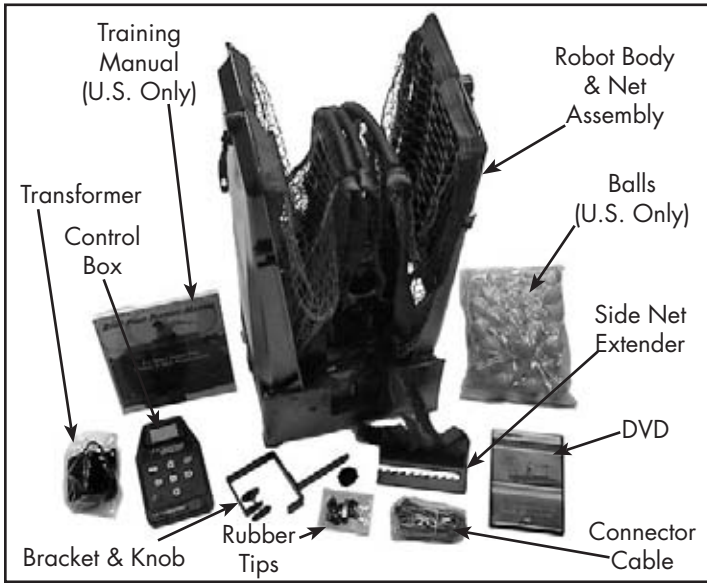 Training
Manual
(U.S. Only)
Robot Body
& Net
Assembly
Transformer
Control
Box
Balls
(U.S. Only)
Side Net
Extender
DVD
Bracket & Knob
Rubber
Tips
Connector
Cable